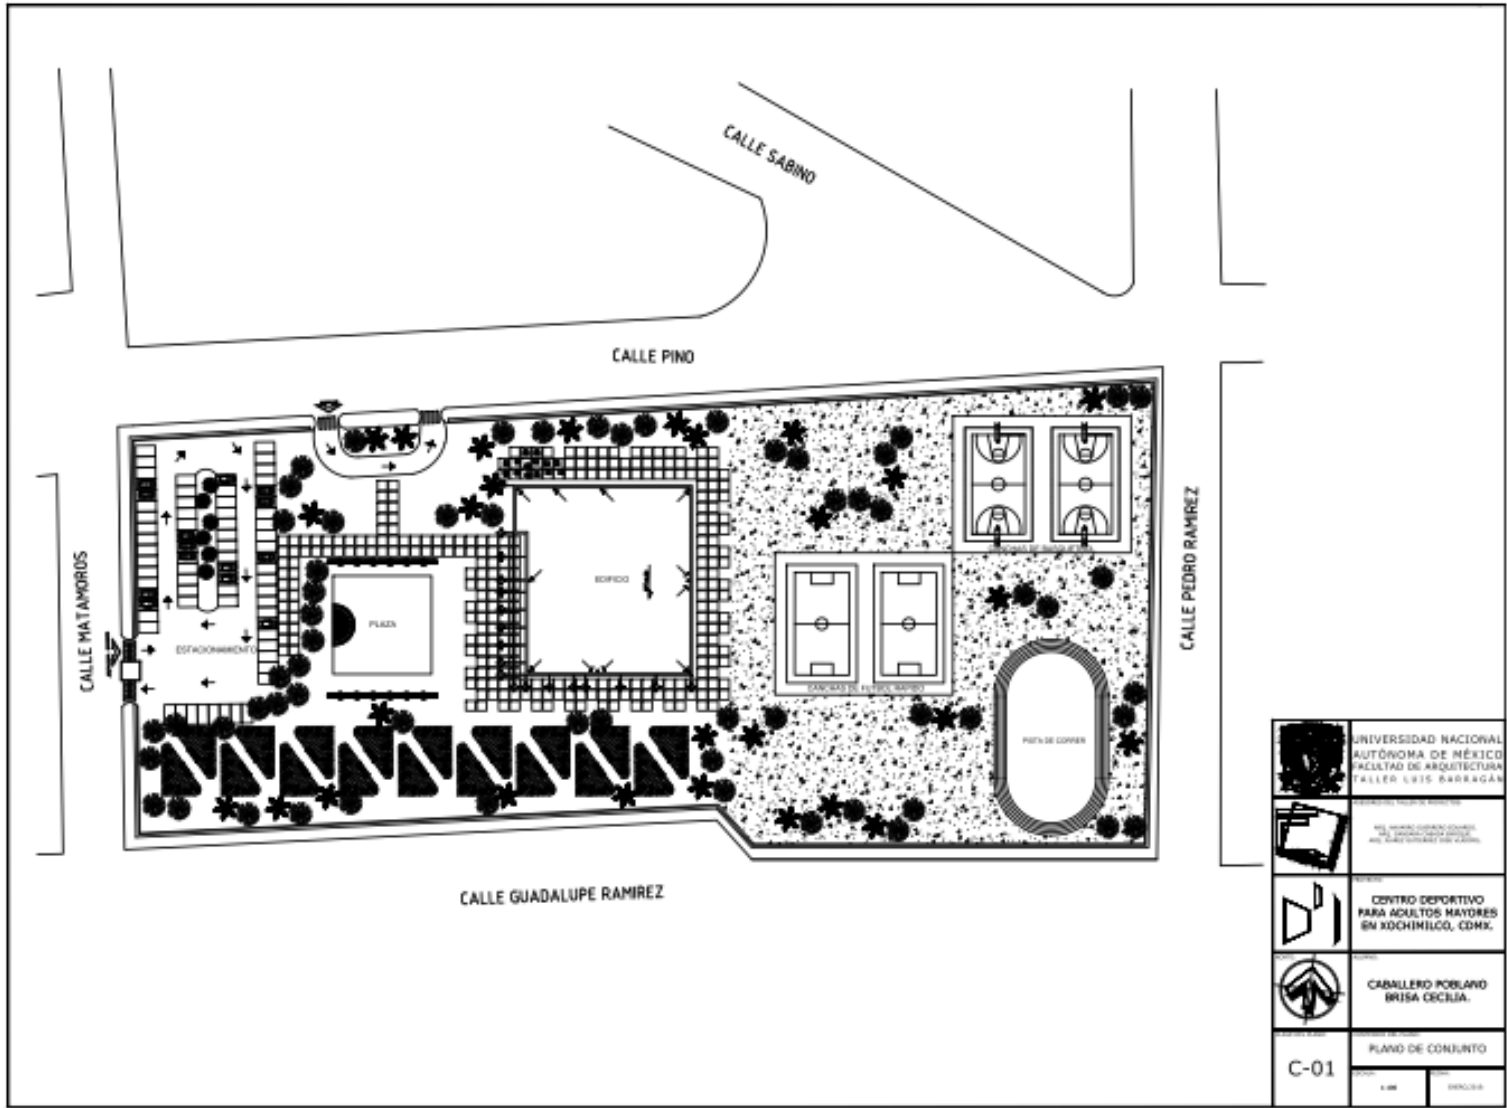 CALLE SABINO
CALLE PINO
CALLE MATAMOROS
CALLE PEDRO RAMIREZ
EDIFICIO
PLAZA
ESTACIONAMIENTO
CANCHAS DE FUTBOL RAPIDO
PISTA DE CORRER
CALLE GUADALUPE RAMIREZ
UNIVERSIDAD NACIONAL
AUTÓNOMA DE MÉXICO
FACULTAD DE ARQUITECTURA
TALLER LUIS BARRAGÁN
CENTRO DEPORTIVO
PARA ADULTOS MAYORES
EN XOCHIMILCO, CDMX.
CABALLERO POBLANO
BRISA CECILIA.
PLANO DE CONJUNTO
C-01